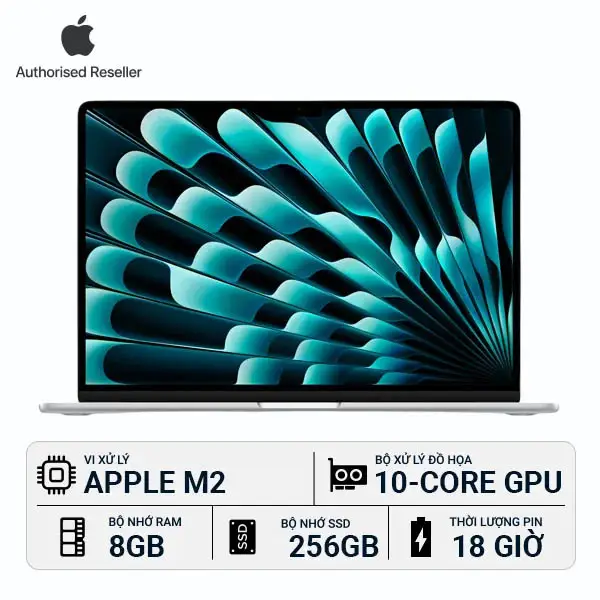 Authorised Reseller
VI XỬ LÝ
APPLE M2
BỘ XỬ LÝ ĐỒ HỌA
10-CORE GPU
BỘ NHỚ RAM
8GB
SSD
BỘ NHỚ SSD
256GB
THỜI LƯỢNG PIN
18 GIỜ